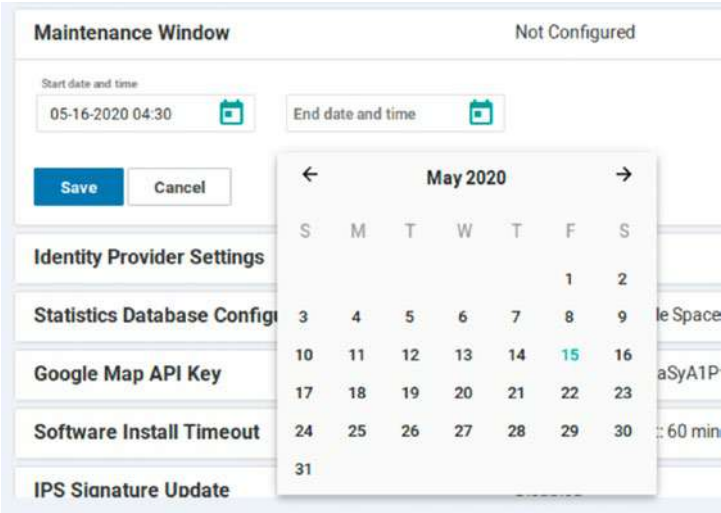 Maintenance Window Not Configured
Start date and time
05-16-2020 04:30 End date and time
Save Cancel
← May 2020 →
S M T W T F S
Identity Provider Settings
1 2
Statistics Database Config 3 4 5 6 7 8 9 le Space
10 11 12 13 14 15 16
Google Map API Key aSyA1P
17 18 19 20 21 22 23
Software Install Timeout 24 25 26 27 28 29 30 : 60 min
31
IPS Signature Update